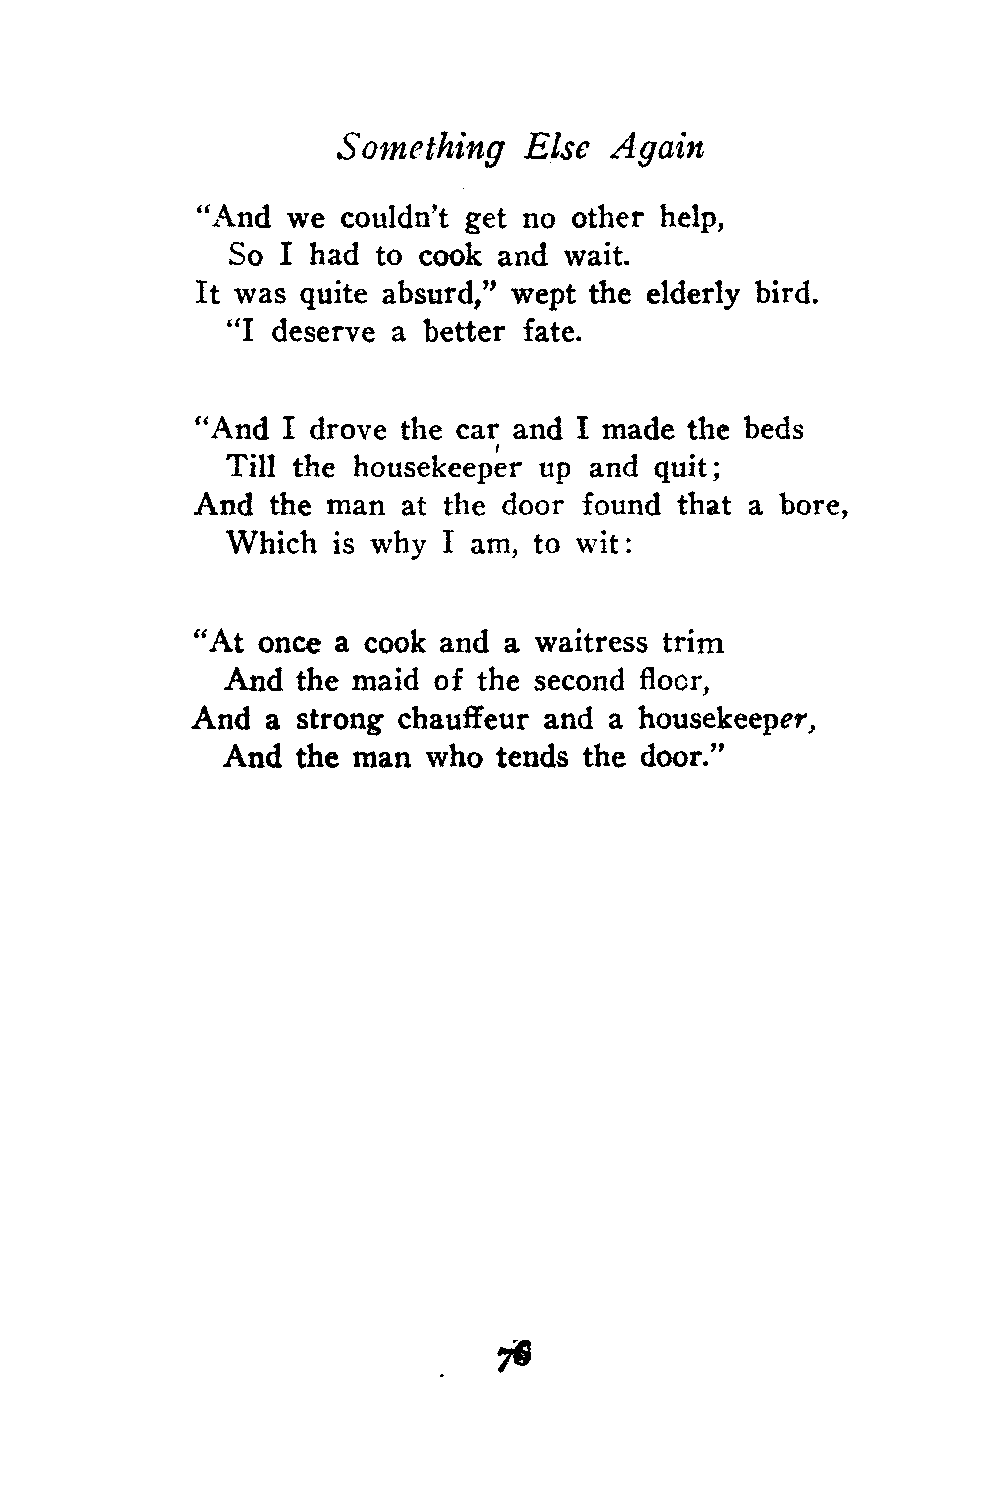 Something Else Again
“And we couldn’t get no other help,
So I had to cook and wait.
It was quite absurd,” wept the elderly bird.
“I deserve a better fate.
“And I drove the car and I made the beds
Till the housekeeper up and quit;
And the man at the door found that a bore,
Which is why I am, to wit:
“At once a cook and a waitress trim
And the maid of the second floor,
And a strong chauffeur and a housekeeper,
And the man who tends the door.”
76